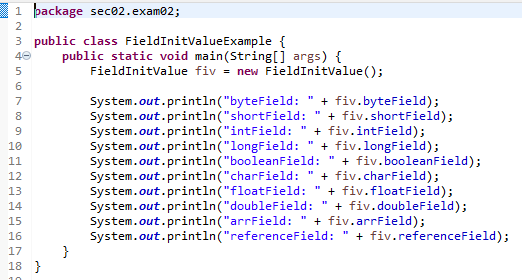 1 package sec02.exam02;
2
3 public class FieldInitValueExample {
4 public static void main(String[] args) {
5 FieldInitValue fiv = new FieldInitValue();
6
7 System.out.println("byteField: " + fiv.byteField);
8 System.out.println("shortField: " + fiv.shortField);
9 System.out.println("intField: " + fiv.intField);
10 System.out.println("longField: " + fiv.longField);
11 System.out.println("booleanField: " + fiv.booleanField);
12 System.out.println("charField: " + fiv.charField);
13 System.out.println("floatField: " + fiv.floatField);
14 System.out.println("doubleField: " + fiv.doubleField);
15 System.out.println("arrField: " + fiv.arrField);
16 System.out.println("referenceField: " + fiv.referenceField);
17 }
18 }